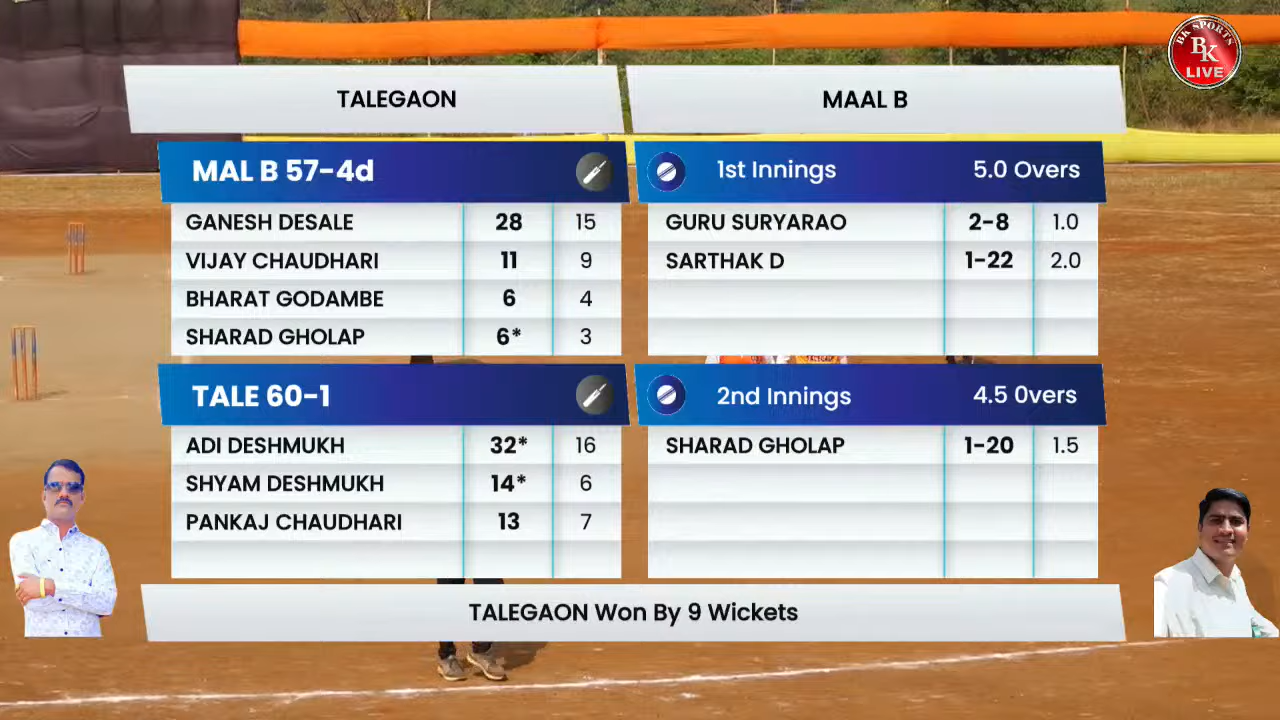 BK SPORTS
BK
LIVE
TALEGAON MAAL B
MAL B 57-4d 1st Innings 5.0 Overs
GANESH DESALE 28 15 GURU SURYARAO 2-8 1.0
VIJAY CHAUDHARI 11 9 SARTHAK D 1-22 2.0
BHARAT GODAMBE 6 4
SHARAD GHOLAP 6* 3
TALEGAON
TALE 60-1 2nd Innings 4.5 0vers
ADI DESHMUKH 32* 16 SHARAD GHOLAP 1-20 1.5
SHYAM DESHMUKH 14* 6
PANKAJ CHAUDHARI 13 7
TALEGAON Won By 9 Wickets